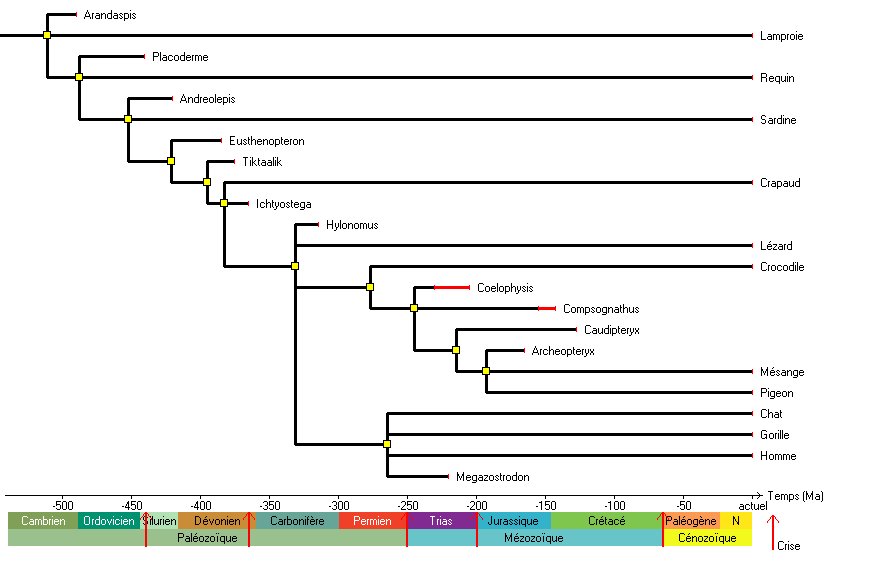 Arandaspis
Lamproie
Placoderme
Requin
Andreolepis
Sardine
Eusthenopteron
Tiktaalik
Crapaud
Ichtyostega
Hylonomus
Lézard
Crocodile
Coelophysis
Compsognathus
Caudipteryx
Archeopteryx
Mésange
Pigeon
Chat
Gorille
Homme
Megazostrodon
Temps (Ma)
-500 -450 -400 -350 -300 -250 -200 -150 -100 -50 actuel
Cambrien Ordovicien Silurien Dévonien Carbonifère Permien Trias Jurassique Crétacé Paléogène N
Paléozoïque Mézozoïque Cénozoïque
Crise